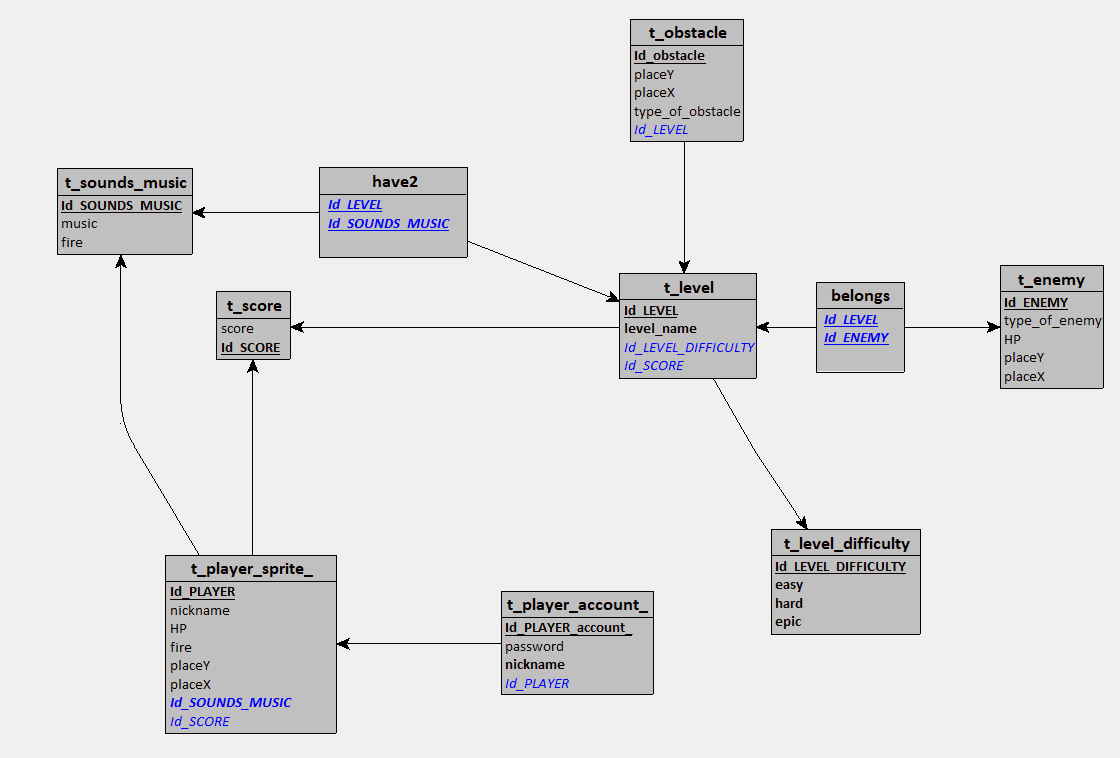 t_obstacle
Id_obstacle
placeY
placeX
type_of_obstacle
Id_LEVEL
t_sounds_music
Id_SOUNDS_MUSIC
music
fire
have2
Id_LEVEL
Id_SOUNDS_MUSIC
t_score
score
Id_SCORE
t_level
Id_LEVEL
level_name
Id_LEVEL_DIFFICULTY
Id_SCORE
belongs
Id_LEVEL
Id_ENEMY
t_enemy
Id_ENEMY
type_of_enemy
HP
placeY
placeX
t_level_difficulty
Id_LEVEL_DIFFICULTY
easy
hard
epic
t_player_sprite_
Id_PLAYER
nickname
HP
fire
placeY
placeX
Id_SOUNDS_MUSIC
Id_SCORE
t_player_account_
Id_PLAYER_account_
password
nickname
Id_PLAYER